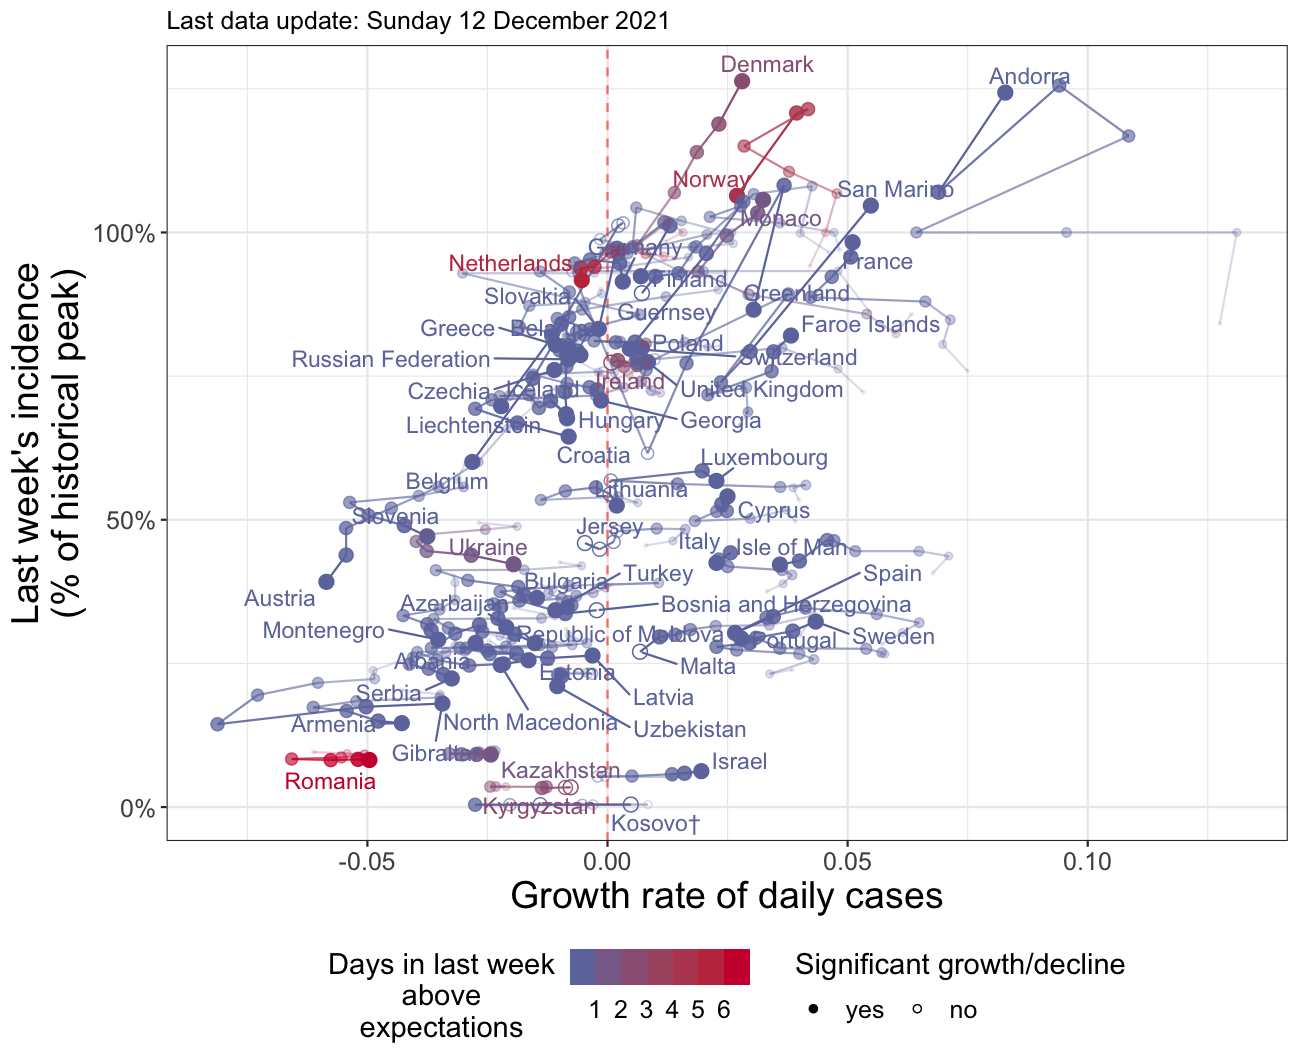 Last data update: Sunday 12 December 2021
Last week's incidence
(% of historical peak)
100%
50%
0%
Denmark
Andorra
Norway
San Marino
Monaco
Germany
Netherlands
France
Finland
Slovakia
Greenland
Guernsey
Greece
Belarus
Faroe Islands
Poland
Russian Federation
Switzerland
Ireland
Czechia
Iceland
United Kingdom
Liechtenstein
Hungary
Georgia
Croatia
Luxembourg
Belgium
Lithuania
Cyprus
Slovenia
Jersey
Ukraine
Italy
Isle of Man
Bulgaria
Turkey
Spain
Austria
Azerbaijan
Bosnia and Herzegovina
Montenegro
Republic of Moldova
Portugal
Sweden
Albania
Estonia
Malta
Serbia
Latvia
Armenia
North Macedonia
Uzbekistan
Gibraltar
Israel
Romania
Kazakhstan
Kyrgyzstan
Kosovo†
-0.05
0.00
0.05
0.10
Growth rate of daily cases
Days in last week
above
expectations
1 2 3 4 5 6
Significant growth/decline
yes
no